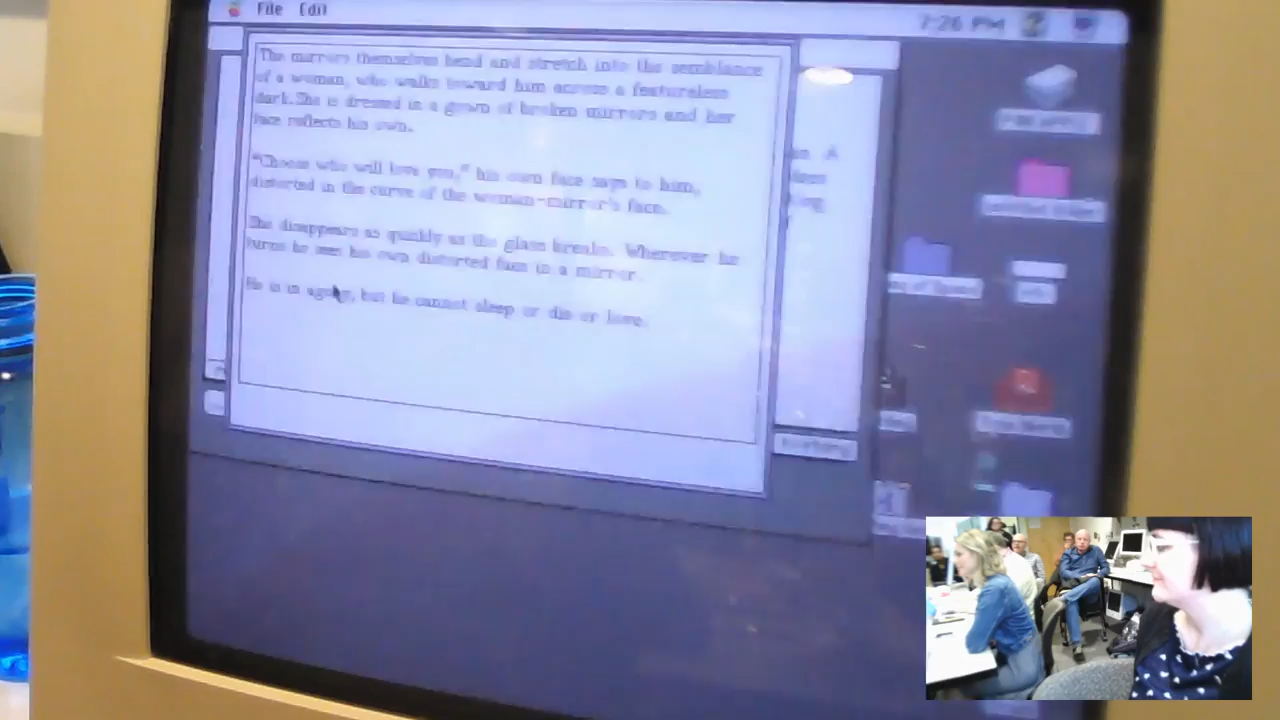 File Edit
7:26 PM
The mirrors themselves bend and stretch into the semblance
of a woman, who walks toward him across a featureless
dark. She is dressed in a gown of broken mirrors and her
face reflects his own.
"Choose who will love you," his own face says to him,
distorted in the curve of the woman-mirror's face.
She disappears as quickly as the glass breaks. Wherever he
turns he sees his own distorted face in a mirror.
He is in agony, but he cannot sleep or die or love.